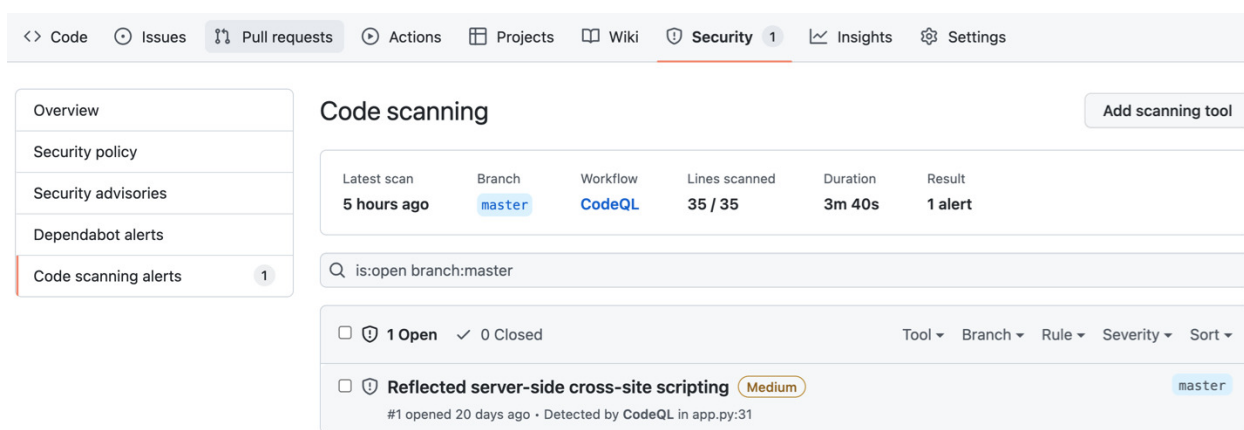 <> Code Issues Pull requests Actions Projects Wiki Security 1 Insights Settings
Overview
Security policy
Security advisories
Dependabot alerts
Code scanning alerts 1
Code scanning Add scanning tool
Latest scan Branch Workflow Lines scanned Duration Result
5 hours ago master CodeQL 35 / 35 3m 40s 1 alert
is:open branch:master
1 Open 0 Closed Tool Branch Rule Severity Sort
Reflected server-side cross-site scripting Medium master
#1 opened 20 days ago • Detected by CodeQL in app.py:31